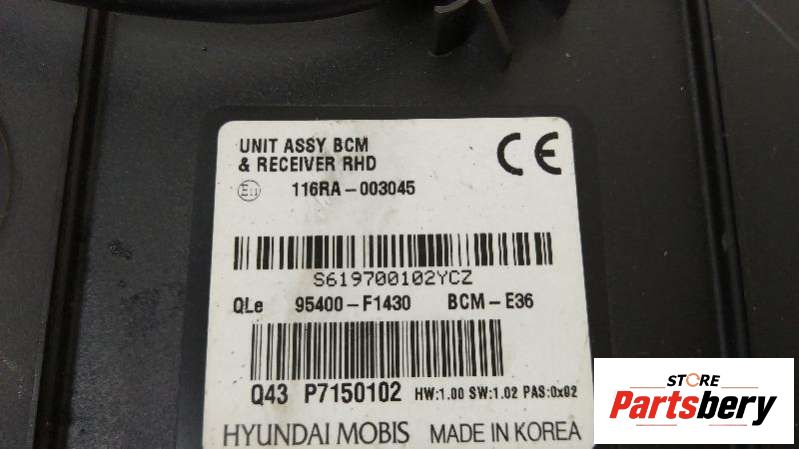 UNIT ASSY BCM
& RECEIVER RHD
116RA-003045
CE
S619700102YCZ
QLe 95400-F1430 BCM-E36
Q43 P7150102 HW:1.00 SW:1.02 PAS:0x02
HYUNDAI MOBIS MADE IN KOREA
STORE
Partsbery